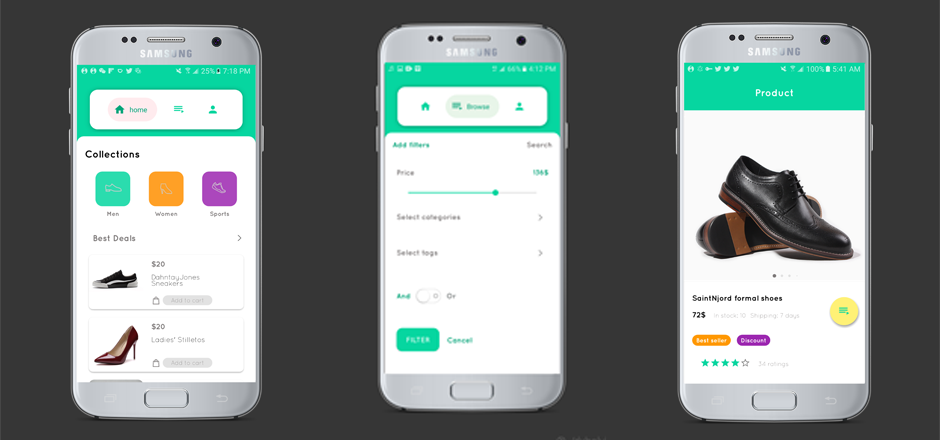 SAMSUNG
25% 7:18 PM
home
Collections
Men
Women
Sports
Best Deals
$20
DahntayJones
Sneakers
Add to cart
$20
Ladies' Stilletos
Add to cart
SAMSUNG
66% 4:12 PM
Browse
Add filters
Search
Price
136$
Select categories
Select tags
And
Or
FILTER
Cancel
SAMSUNG
100% 5:41 AM
Product
SaintNjord formal shoes
72$
In stock: 10 Shipping: 7 days
Best seller
Discount
34 ratings